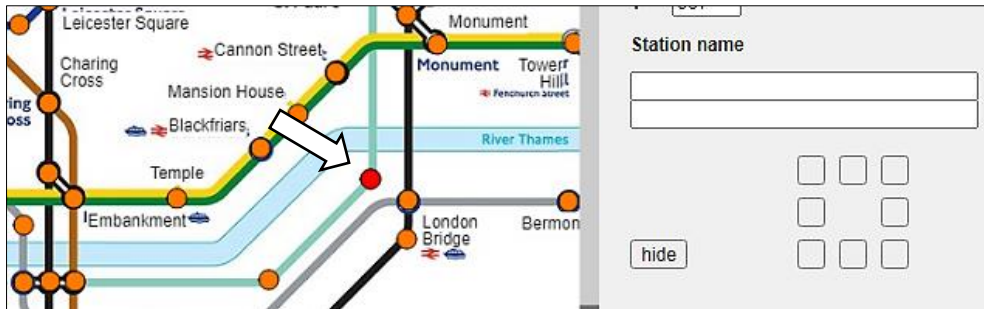 Leicester Square
Charing
Cross
Cannon Street
Mansion House
Blackfriars
Temple
Embankment
Monument
Monument
Tower
Hill
Fenchurch Street
River Thames
London
Bridge
Bermon
Station name
hide